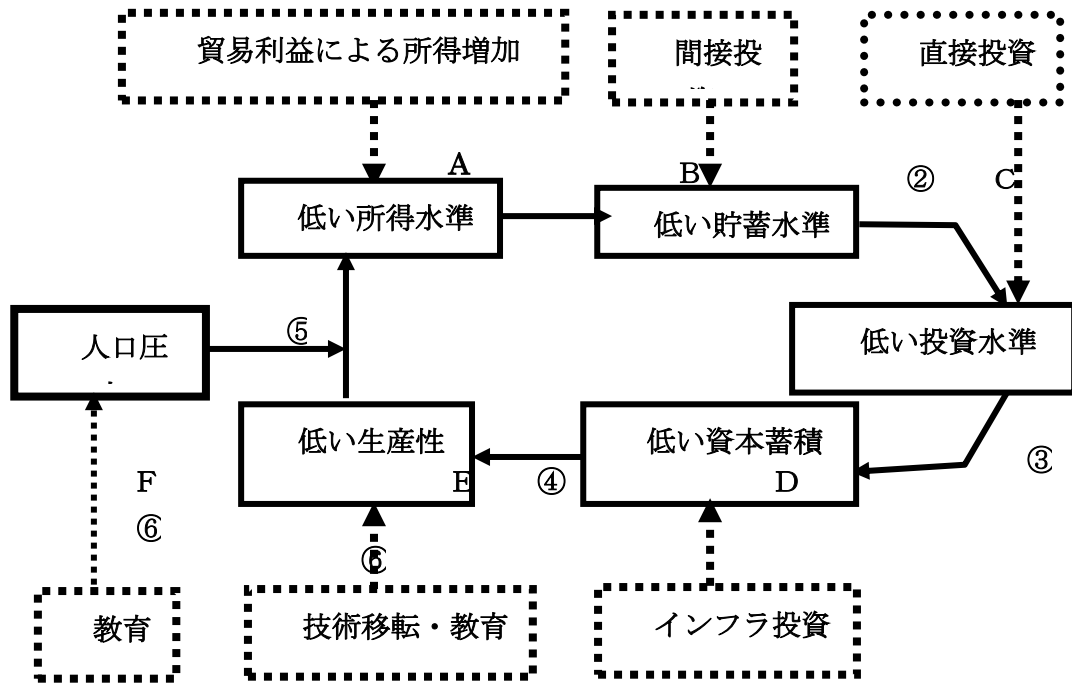 貿易利益による所得増加
間接投
直接投資
A
B
②
C
低い所得水準
低い貯蓄水準
⑤
人口圧
低い投資水準
低い生産性
低い資本蓄積
③
F
E
④
D
⑥
⑥
教育
技術移転・教育
インフラ投資